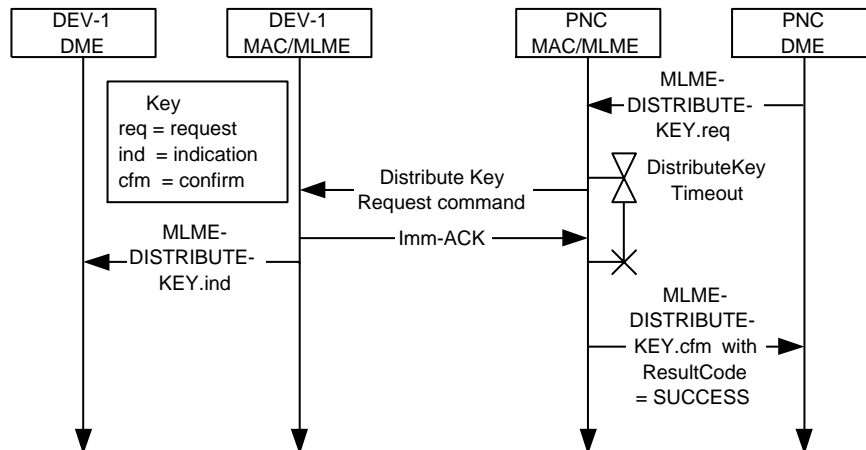 DEV-1
DME
DEV-1
MAC/MLME
PNC
MAC/MLME
PNC
DME
Key
req = request
ind = indication
cfm = confirm
MLME-
DISTRIBUTE-
KEY.req
Distribute Key
Request command
DistributeKey
Timeout
MLME-
DISTRIBUTE-
KEY.ind
Imm-ACK
MLME-
DISTRIBUTE-
KEY.cfm with
ResultCode
= SUCCESS